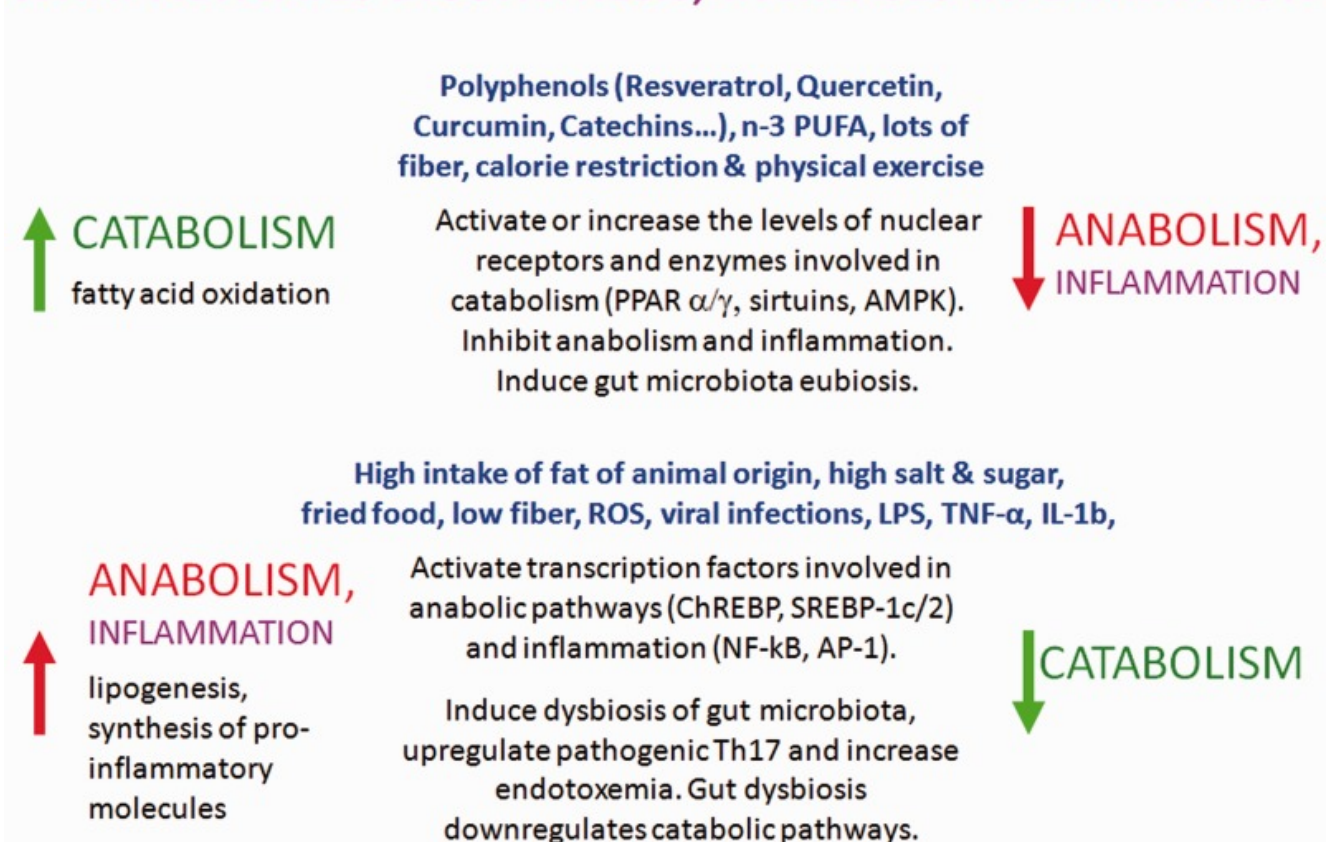 Polyphenols (Resveratrol, Quercetin,
Curcumin, Catechins...), n-3 PUFA, lots of
fiber, calorie restriction & physical exercise
CATABOLISM
fatty acid oxidation
Activate or increase the levels of nuclear
receptors and enzymes involved in
catabolism (PPAR α/γ, sirtuins, AMPK).
Inhibit anabolism and inflammation.
Induce gut microbiota eubiosis.
ANABOLISM,
INFLAMMATION
High intake of fat of animal origin, high salt & sugar,
fried food, low fiber, ROS, viral infections, LPS, TNF-α, IL-1b,
ANABOLISM,
INFLAMMATION
lipogenesis,
synthesis of pro-
inflammatory
molecules
Activate transcription factors involved in
anabolic pathways (ChREBP, SREBP-1c/2)
and inflammation (NF-kB, AP-1).
Induce dysbiosis of gut microbiota,
upregulate pathogenic Th17 and increase
endotoxemia. Gut dysbiosis
downregulates catabolic pathways.
CATABOLISM